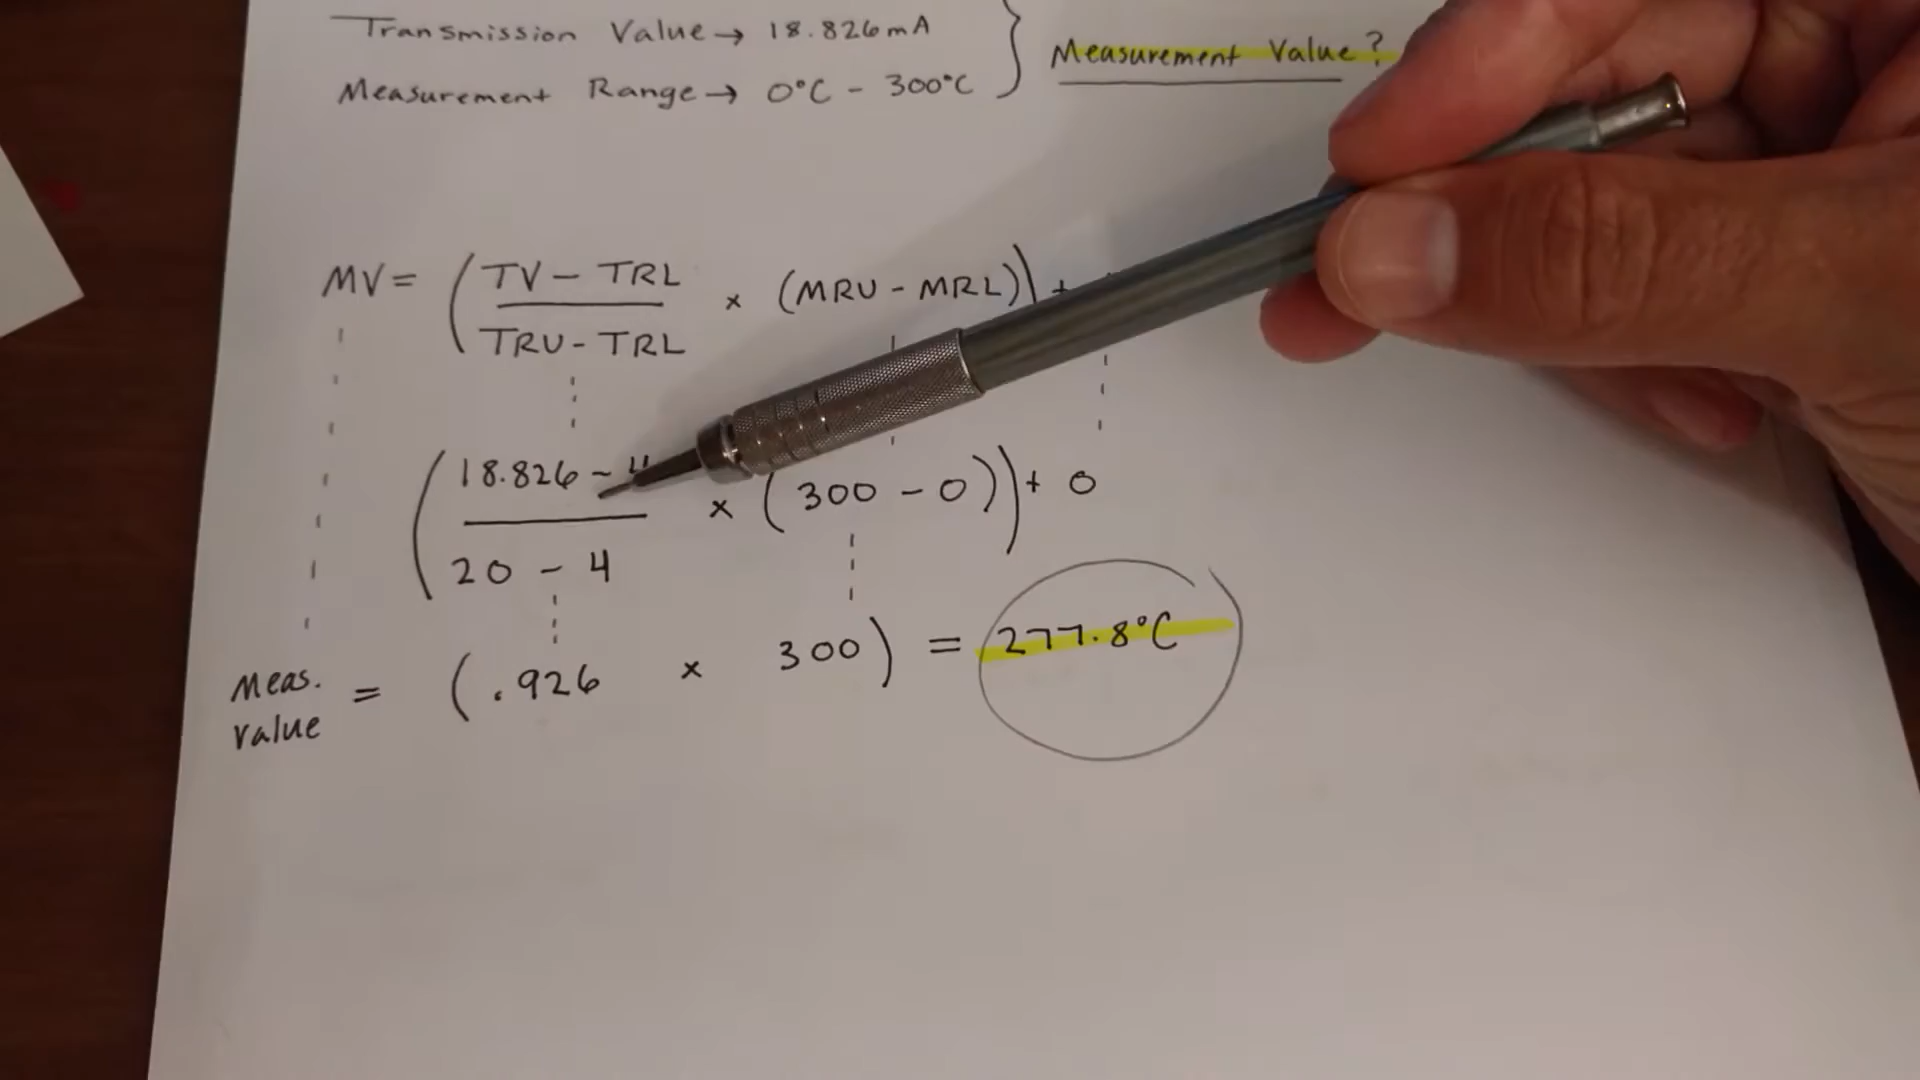 Transmission Value → 18.826mA
Measurement Range → 0°C - 300°C
Measurement Value?
MV = (TV - TRL / TRU - TRL × (MRU - MRL)) +
(18.826 - 4 / 20 - 4 × (300 - 0)) + 0
Meas. value = (.926 × 300) = 277.8°C